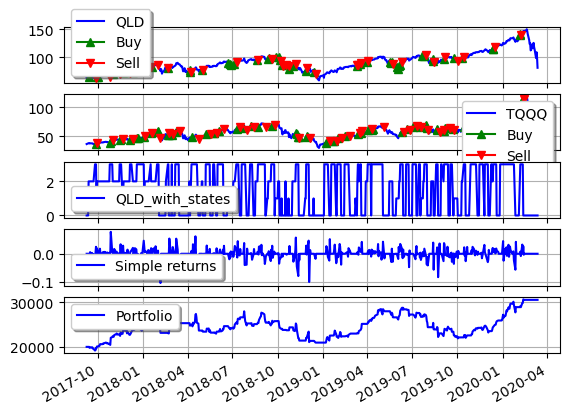 150
100
QLD
Buy
Sell
100
50
TQQQ
Buy
Sell
2
0
QLD_with_states
0.0
−0.1
Simple returns
30000
20000
Portfolio
2017-10
2018-01
2018-04
2018-07
2018-10
2019-01
2019-04
2019-07
2019-10
2020-01
2020-04